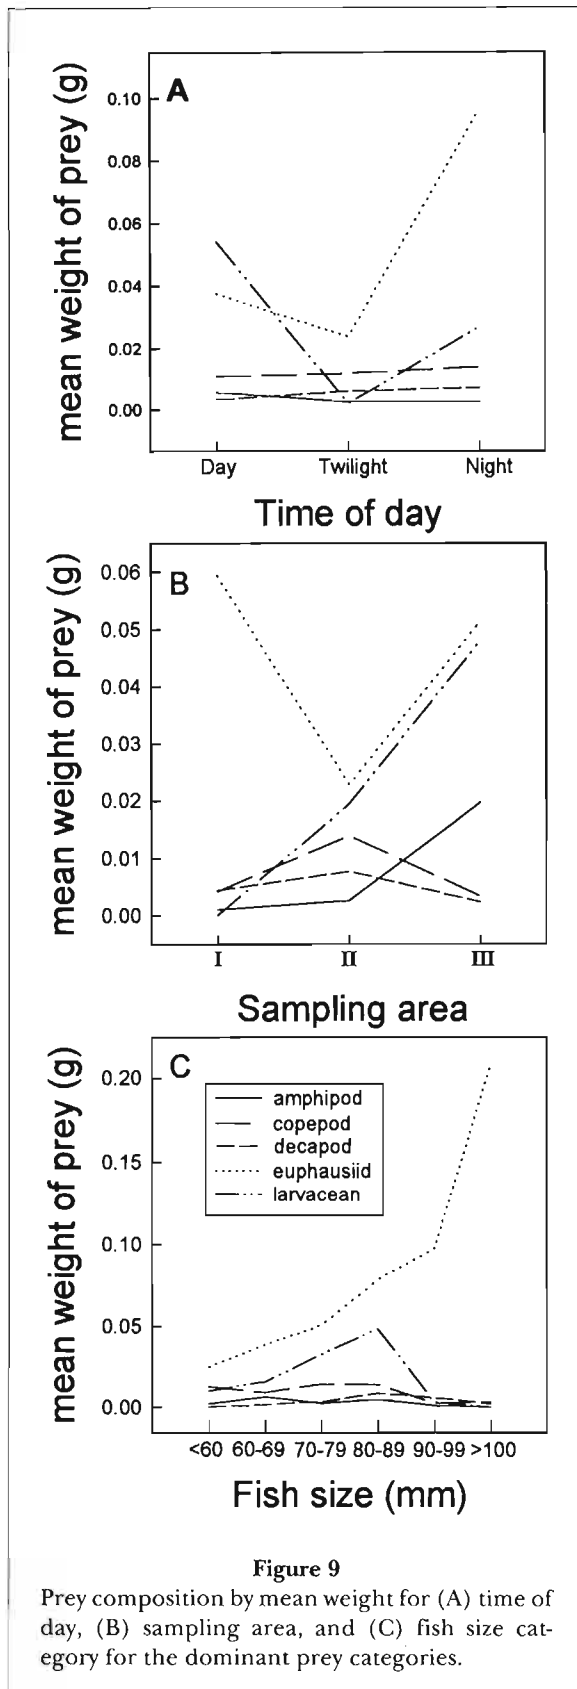 A
mean weight of prey (g)
0.10
0.08
0.06
0.04
0.02
0.00
Day Twilight Night
Time of day
B
mean weight of prey (g)
0.06
0.05
0.04
0.03
0.02
0.01
0.00
I II III
Sampling area
C
mean weight of prey (g)
0.20
0.15
0.10
0.05
0.00
amphipod
copepod
decapod
euphausiid
larvacean
<60 60-69 70-79 80-89 90-99 >100
Fish size (mm)
Figure 9
Prey composition by mean weight for (A) time of
day, (B) sampling area, and (C) fish size cat-
egory for the dominant prey categories.